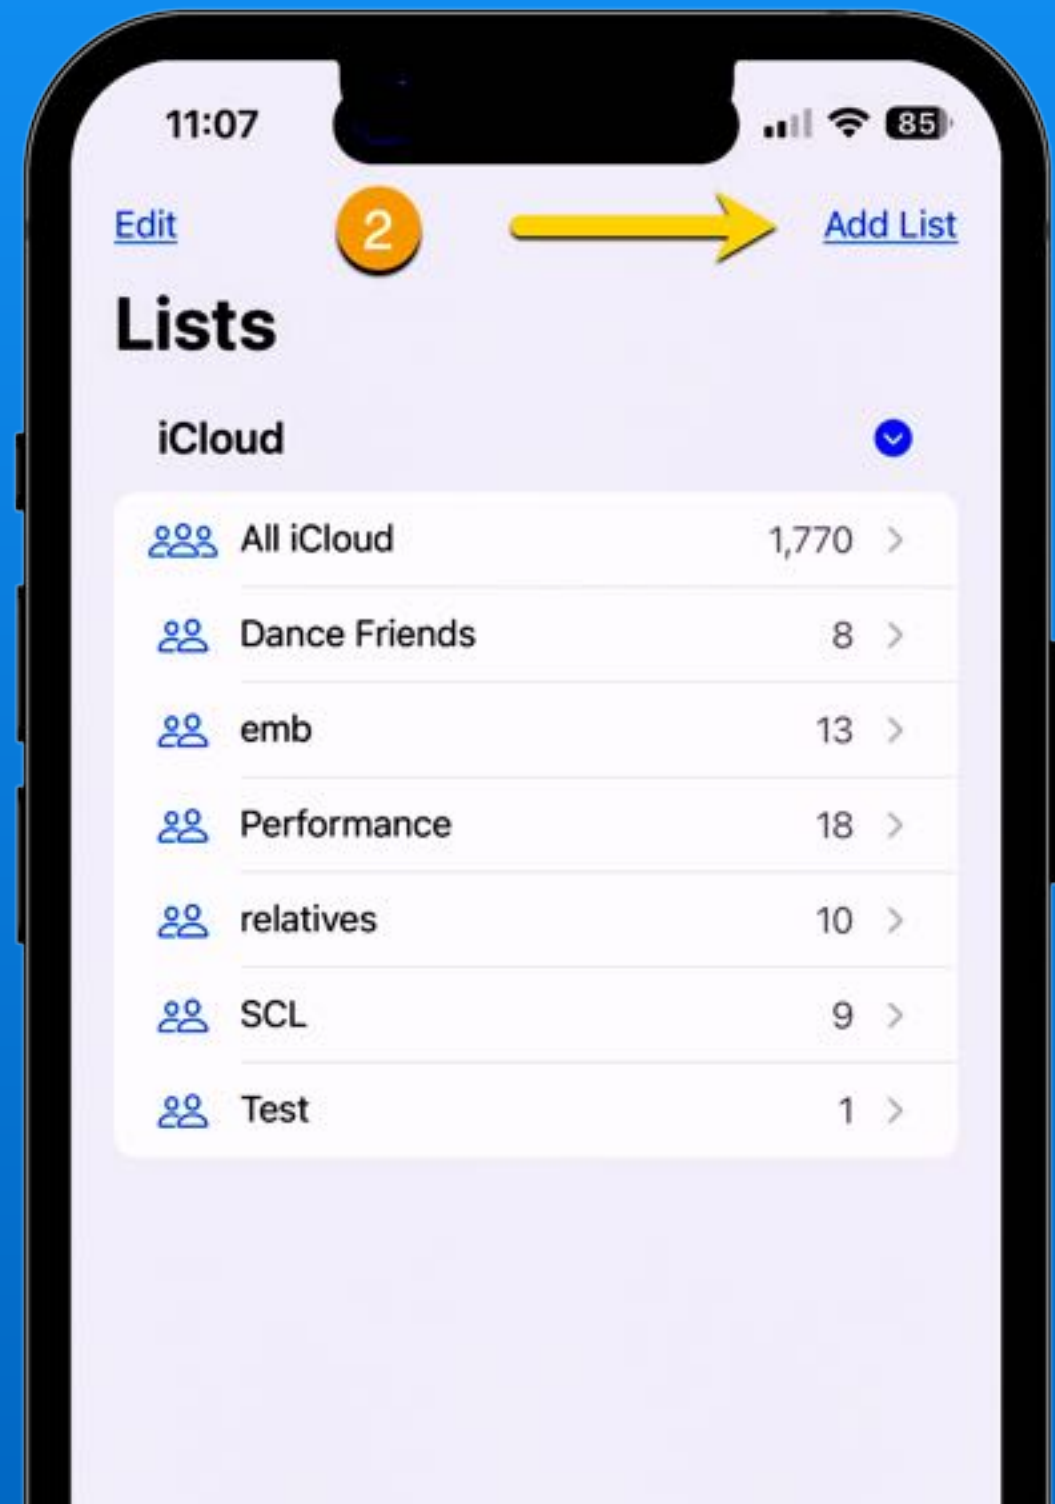 11:07 85
Edit 2 Add List
Lists
iCloud
All iCloud 1,770
Dance Friends 8
emb 13
Performance 18
relatives 10
SCL 9
Test 1